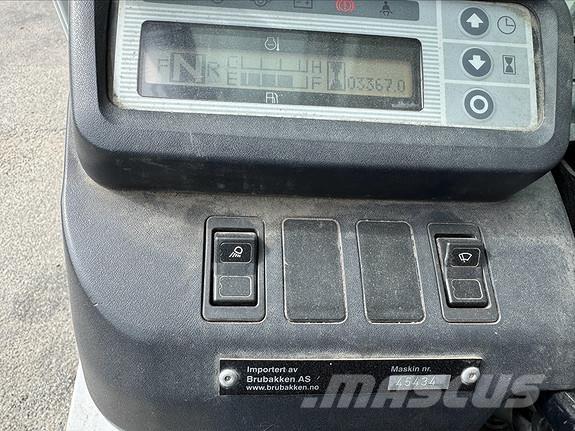 F N R C H
E F 03367.0
Importert av
Brubakken AS
www.brubakken.no
Maskin nr.
45434
MASCUS